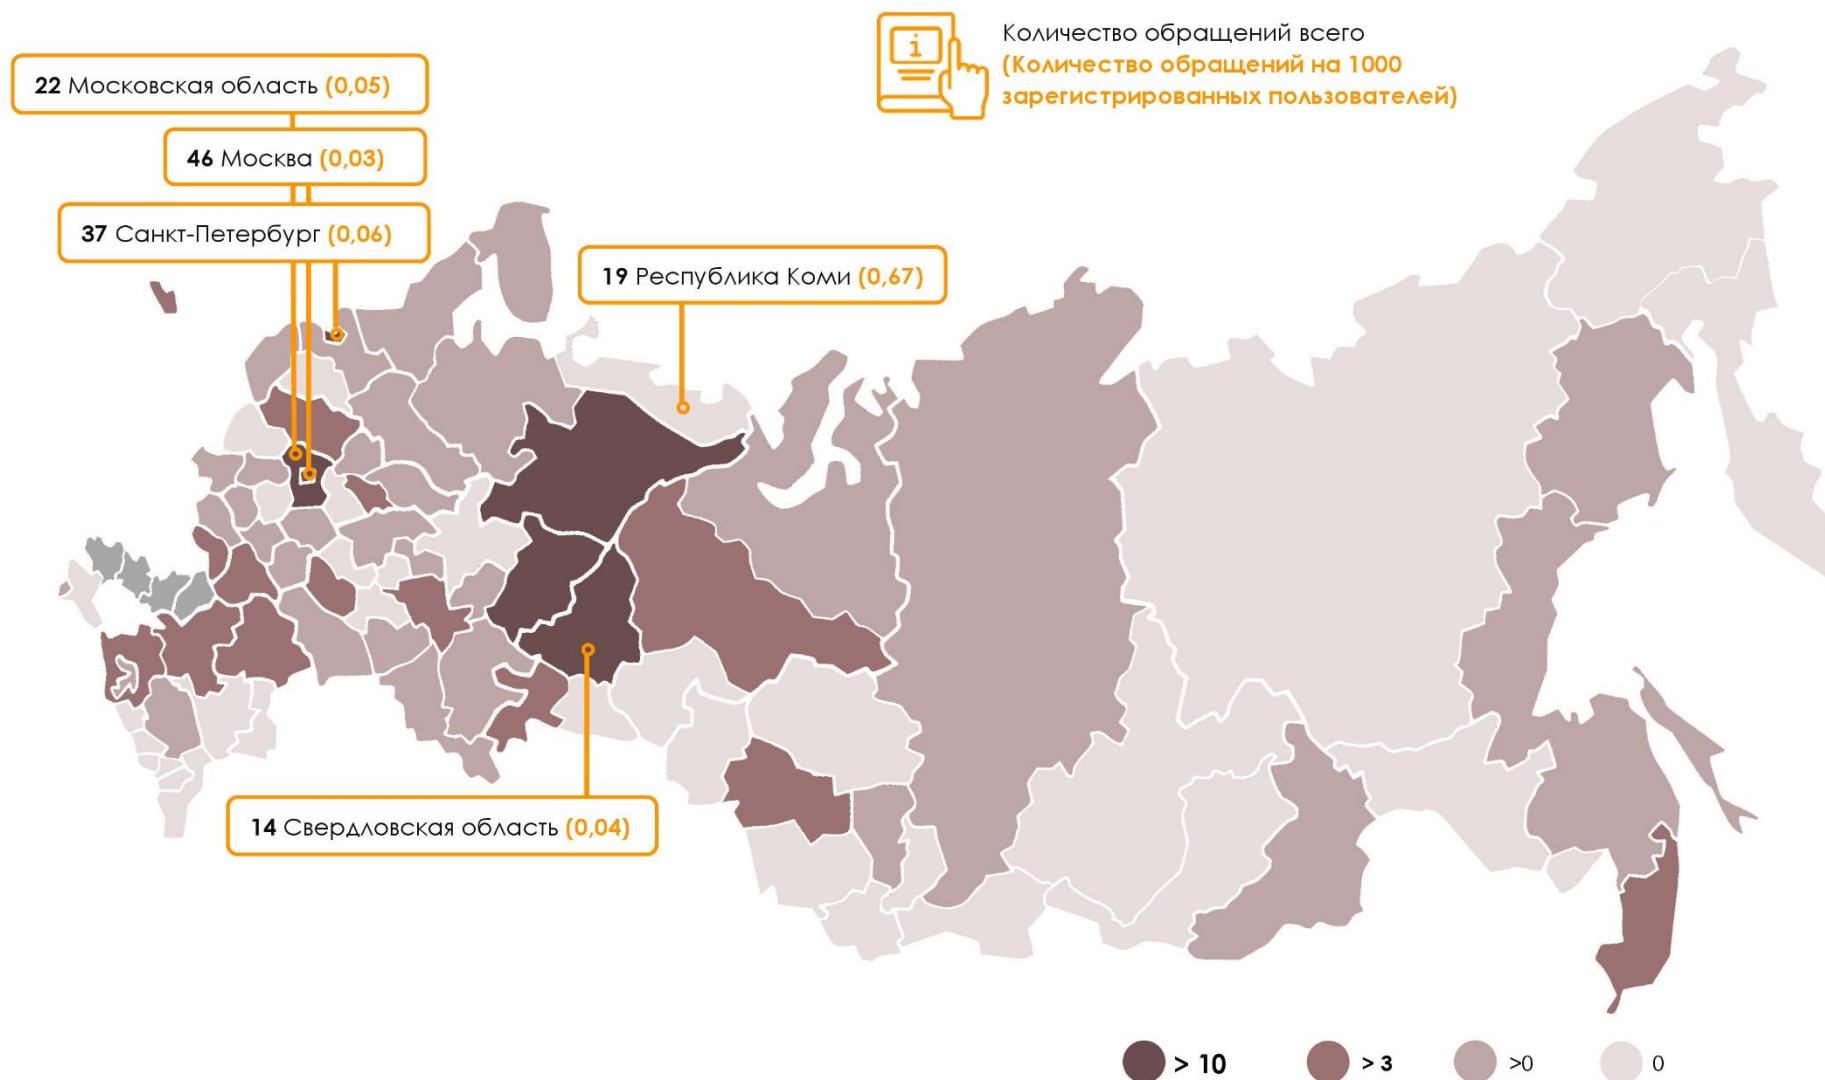 Количество обращений всего
(Количество обращений на 1000
зарегистрированных пользователей)
22 Московская область (0,05)
46 Москва (0,03)
37 Санкт-Петербург (0,06)
19 Республика Коми (0,67)
14 Свердловская область (0,04)
> 10
> 3
>0
0